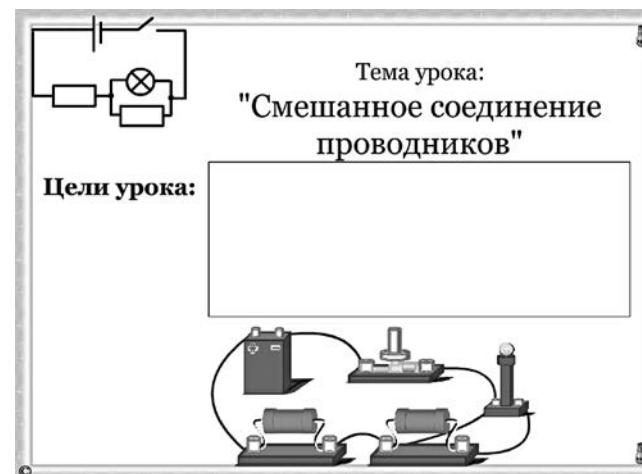 Тема урока:
"Смешанное соединение
проводников"
Цели урока: